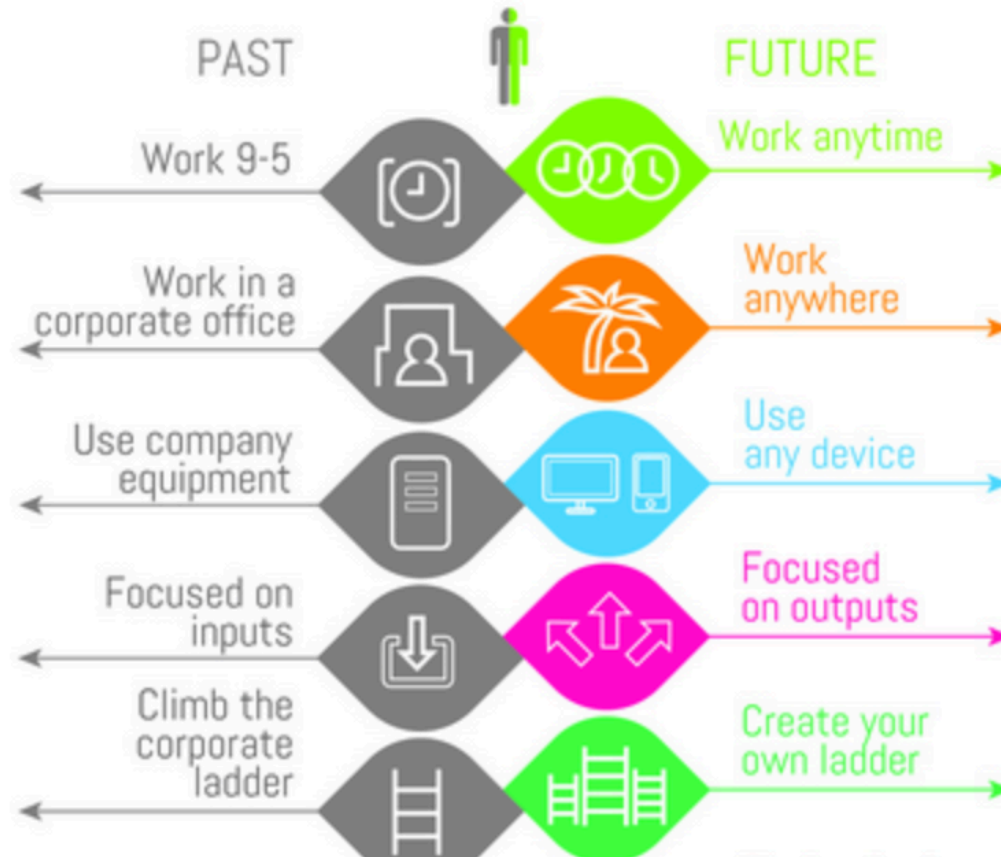 PAST
FUTURE
Work 9-5
Work anytime
Work in a
corporate office
Work
anywhere
Use company
equipment
Use
any device
Focused on
inputs
Focused
on outputs
Climb the
corporate
ladder
Create your
own ladder